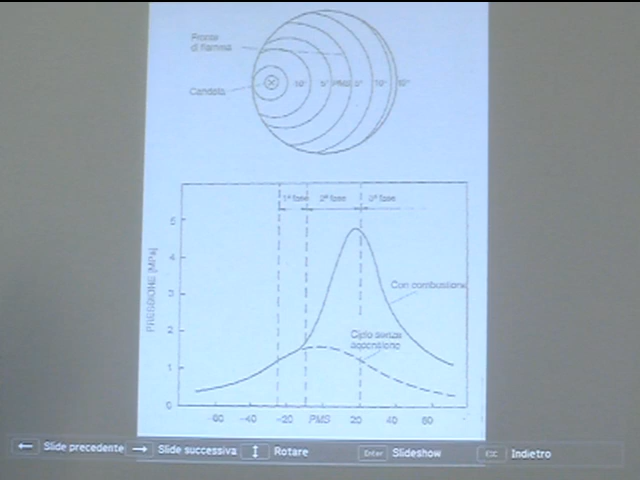 Fronte
di fiamma
Candela
10° 5° PMS 5° 10° 15°
1ª fase 2ª fase 3ª fase
PRESSIONE [MPa]
5
4
3
2
1
0
Con combustione
Ciclo senza
accensione
-60 -40 -20 PMS 20 40 60
← Slide precedente → Slide successiva ↕ Rotare Enter Slideshow ESC Indietro